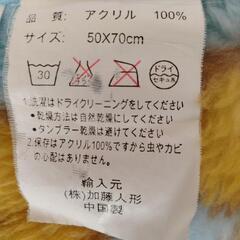 品質: アクリル 100%
サイズ: 50X70cm
30 ドライ セキユ系
1.洗濯はドライクリーニングをしてください
●乾燥方法は自然乾燥にしてください
●タンブラー乾燥は避けてください
2.保存はアクリル100%ですから虫やカビ
の心配はありません
輸入元
(株)加藤人形
中国製